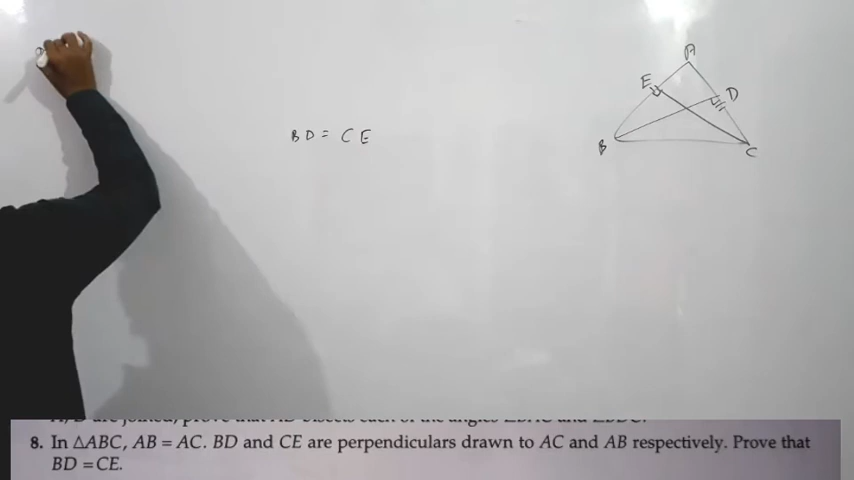 A
E
D
BD = CE
B
C
8. In △ABC, AB = AC. BD and CE are perpendiculars drawn to AC and AB respectively. Prove that
BD = CE.